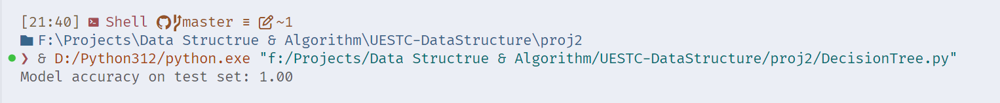 [21:40] Shell master ≡ ~1
F:\Projects\Data Structrue & Algorithm\UESTC-DataStructure\proj2
❯ & D:/Python312/python.exe "f:/Projects/Data Structrue & Algorithm/UESTC-DataStructure/proj2/DecisionTree.py"
Model accuracy on test set: 1.00